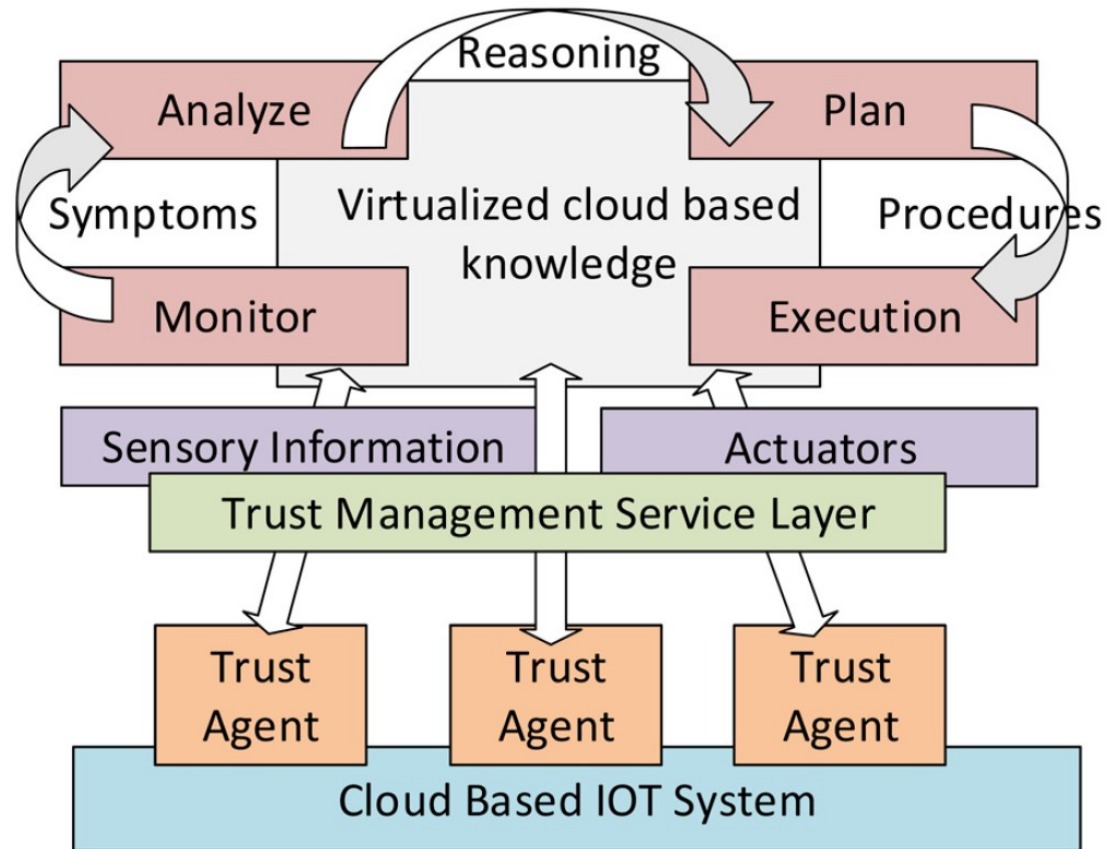 Reasoning
Analyze
Plan
Symptoms
Virtualized cloud based
knowledge
Procedures
Monitor
Execution
Sensory Information
Actuators
Trust Management Service Layer
Trust
Agent
Trust
Agent
Trust
Agent
Cloud Based IOT System